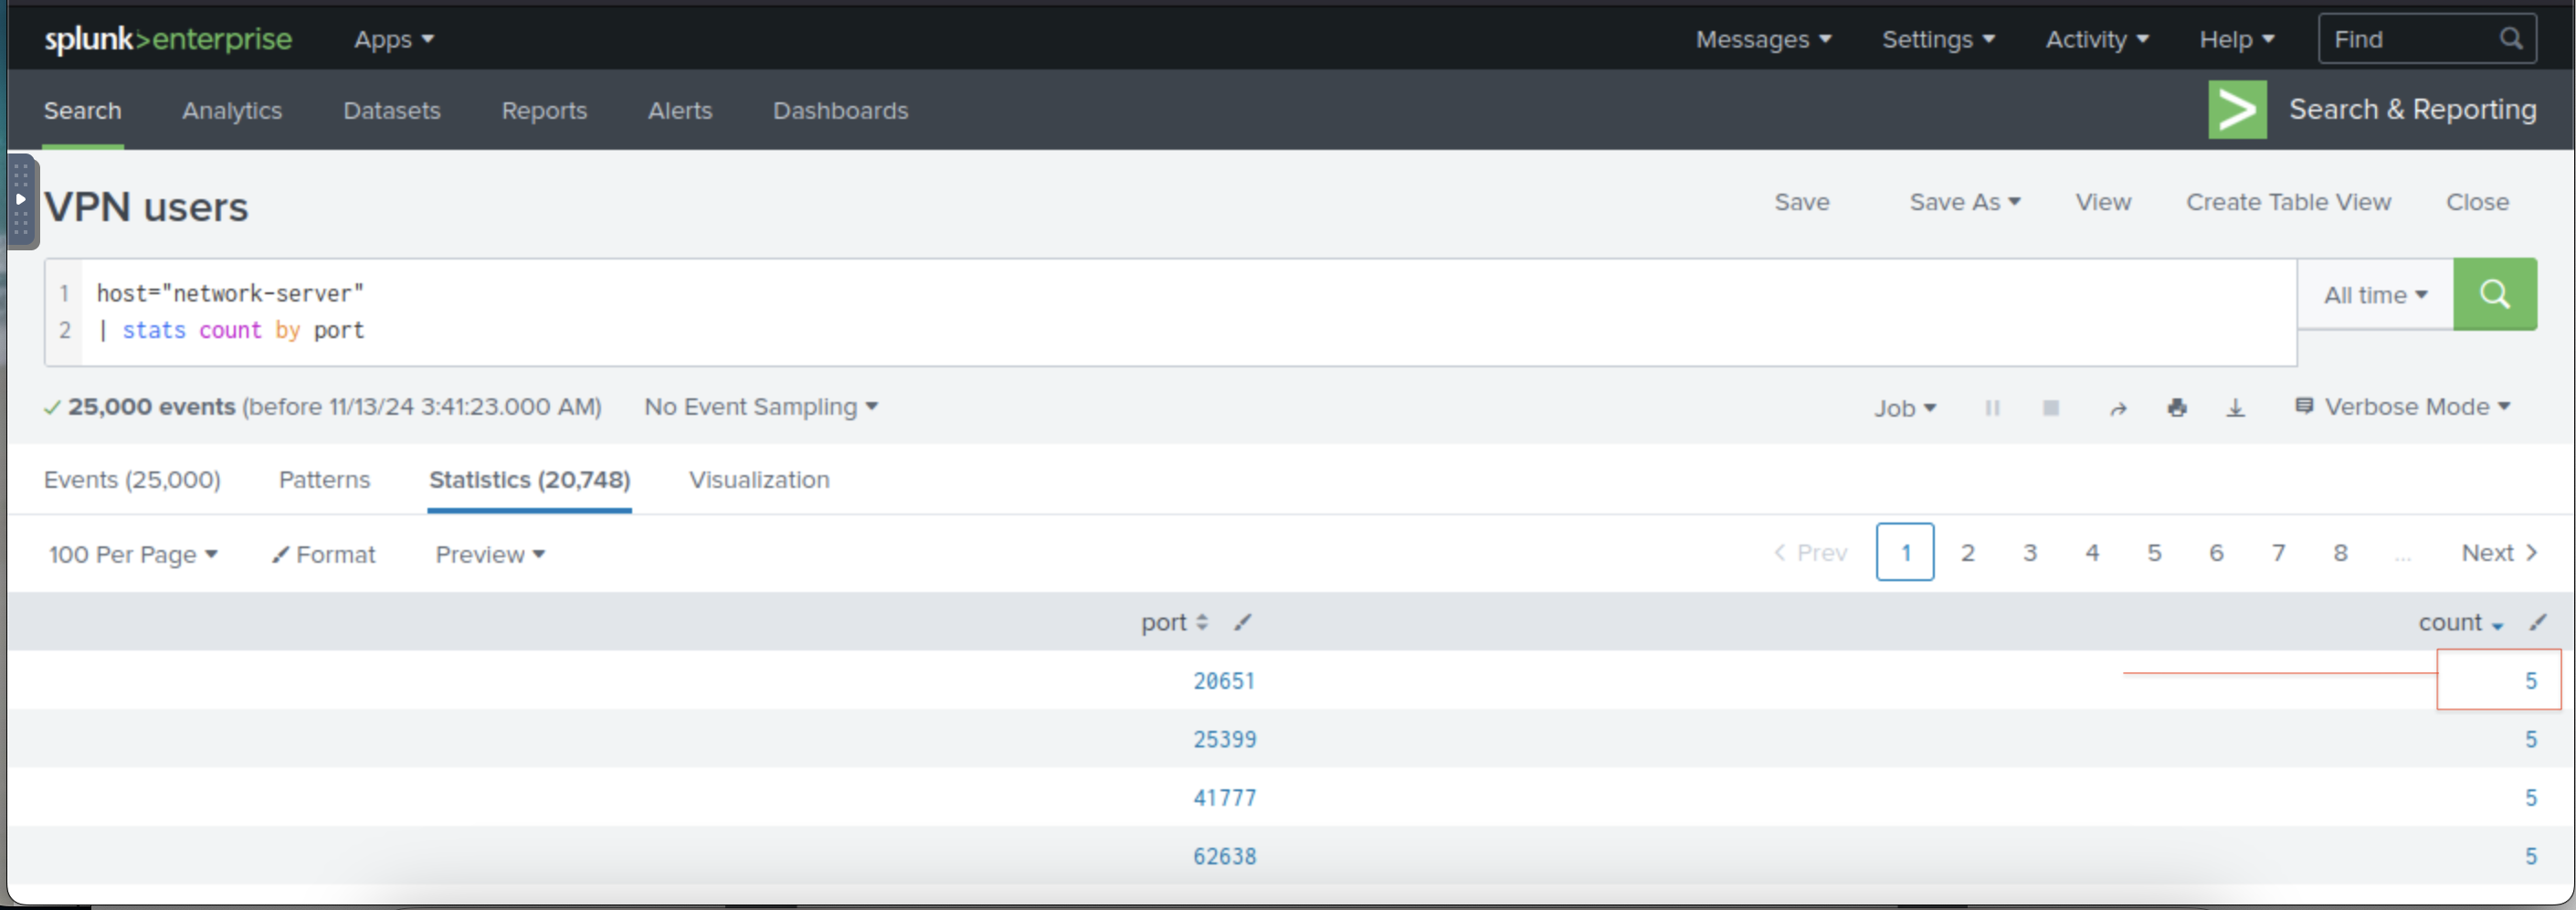 splunk>enterprise Apps Messages Settings Activity Help Find
Search Analytics Datasets Reports Alerts Dashboards Search & Reporting
VPN users Save Save As View Create Table View Close
1 host="network-server" All time
2 | stats count by port
25,000 events (before 11/13/24 3:41:23.000 AM) No Event Sampling Job Verbose Mode
Events (25,000) Patterns Statistics (20,748) Visualization
100 Per Page Format Preview < Prev 1 2 3 4 5 6 7 8 ... Next >
port count
20651 5
25399 5
41777 5
62638 5